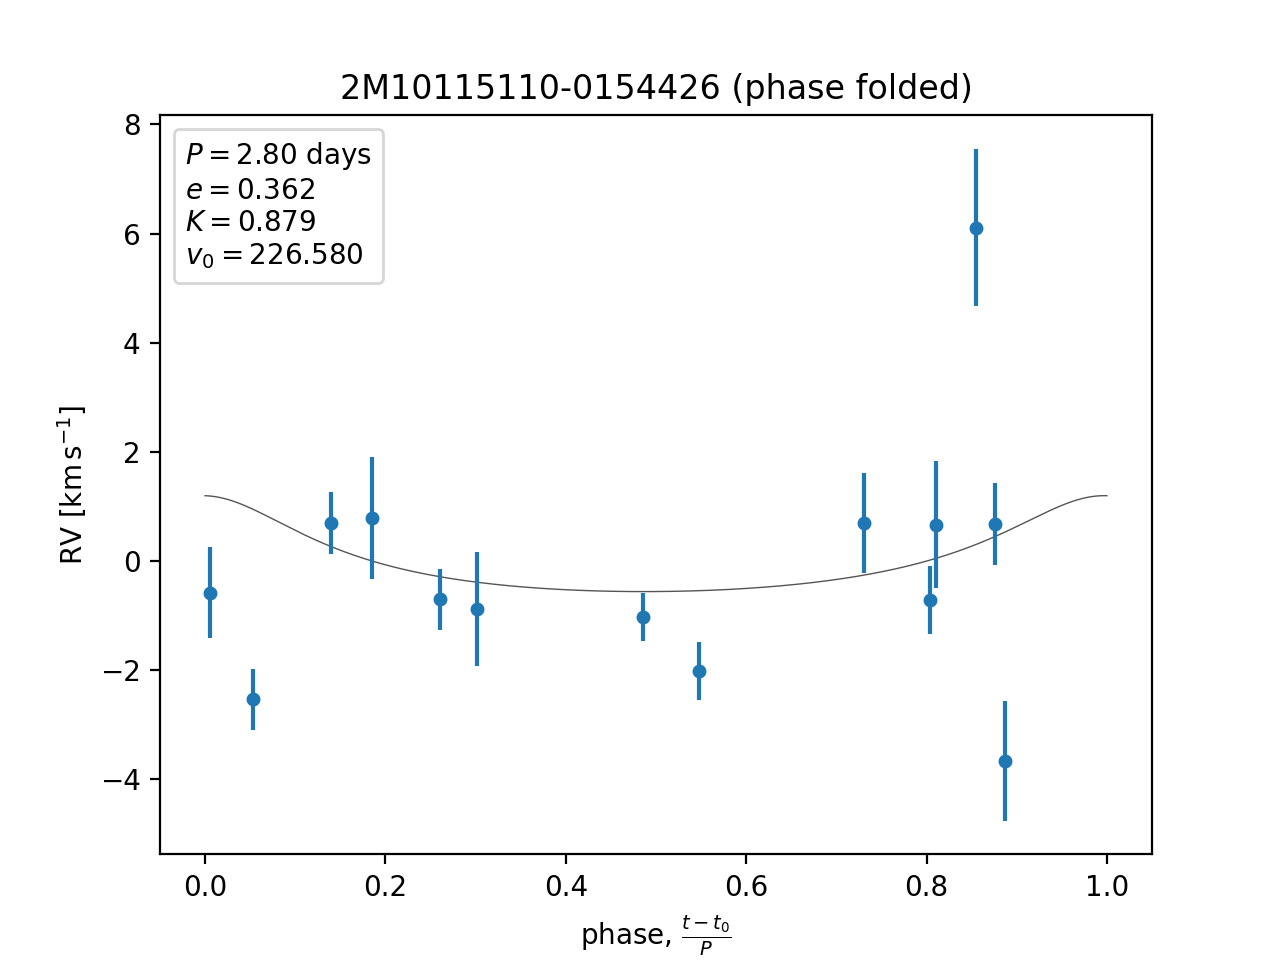 2M10115110-0154426 (phase folded)
P = 2.80 days
e = 0.362
K = 0.879
v₀ = 226.580
8
6
4
2
0
−2
−4
RV [km s⁻¹]
0.0 0.2 0.4 0.6 0.8 1.0
phase, (t − t₀)/P